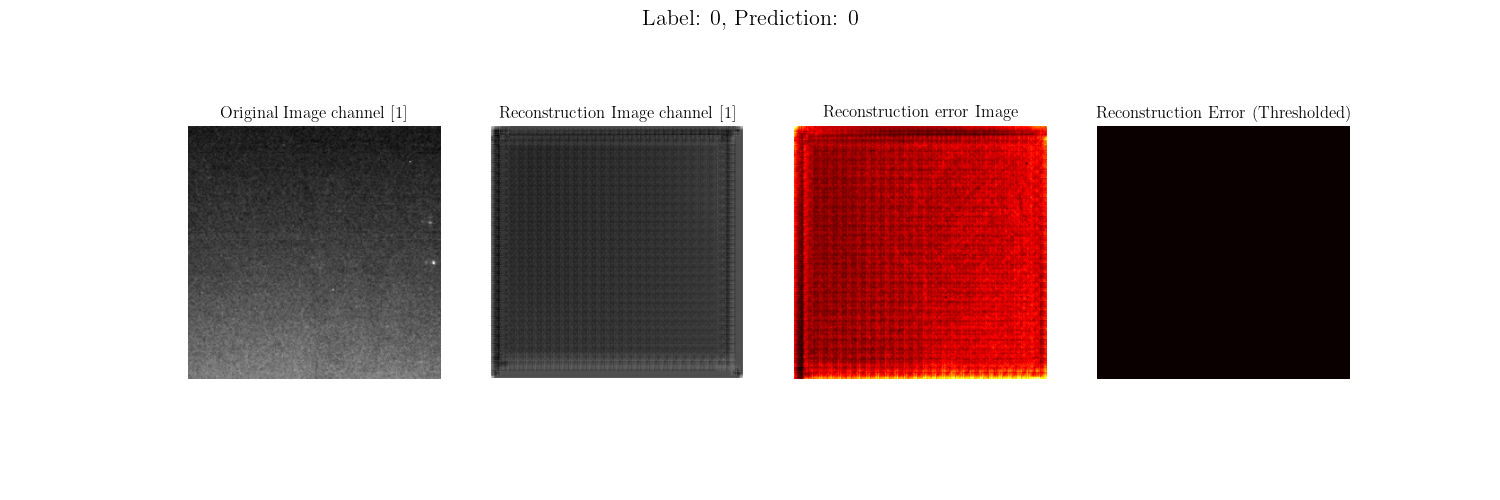 Label: 0, Prediction: 0
Original Image channel [1]
Reconstruction Image channel [1]
Reconstruction error Image
Reconstruction Error (Thresholded)